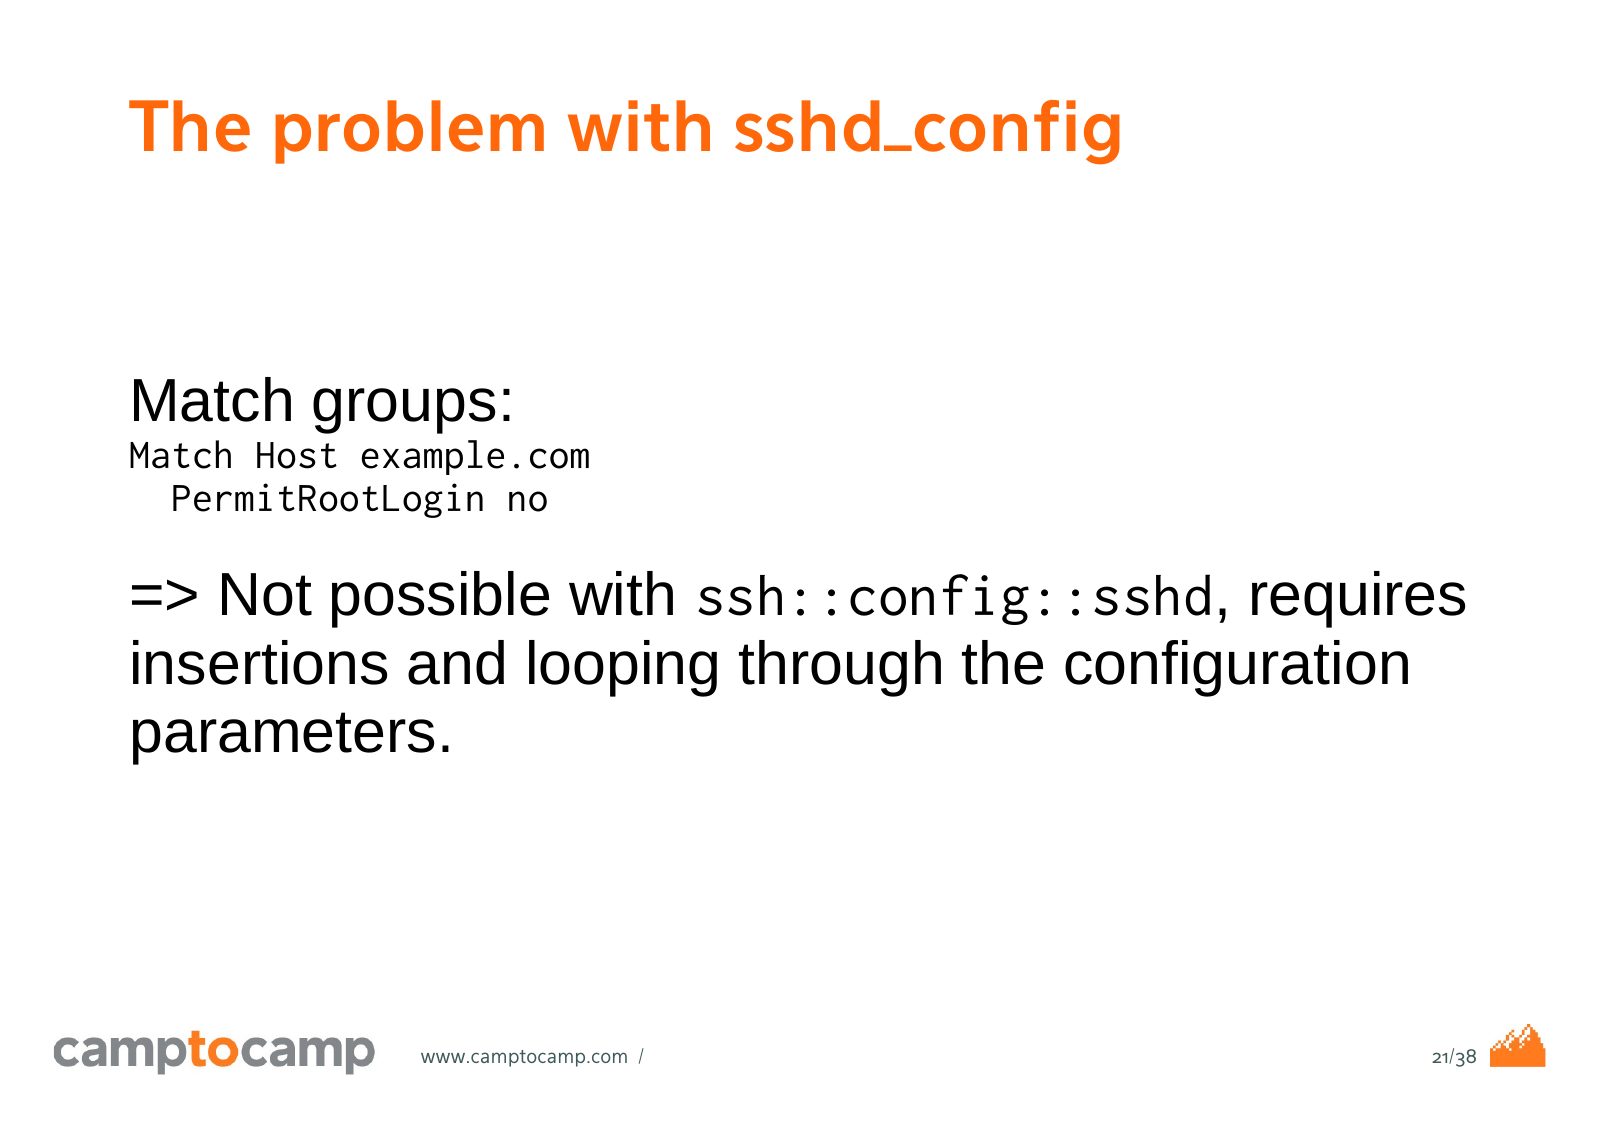 The problem with sshd_config
Match groups:
Match Host example.com
PermitRootLogin no
=> Not possible with ssh::config::sshd, requires
insertions and looping through the configuration
parameters.
camptocamp
www.camptocamp.com /
21/38